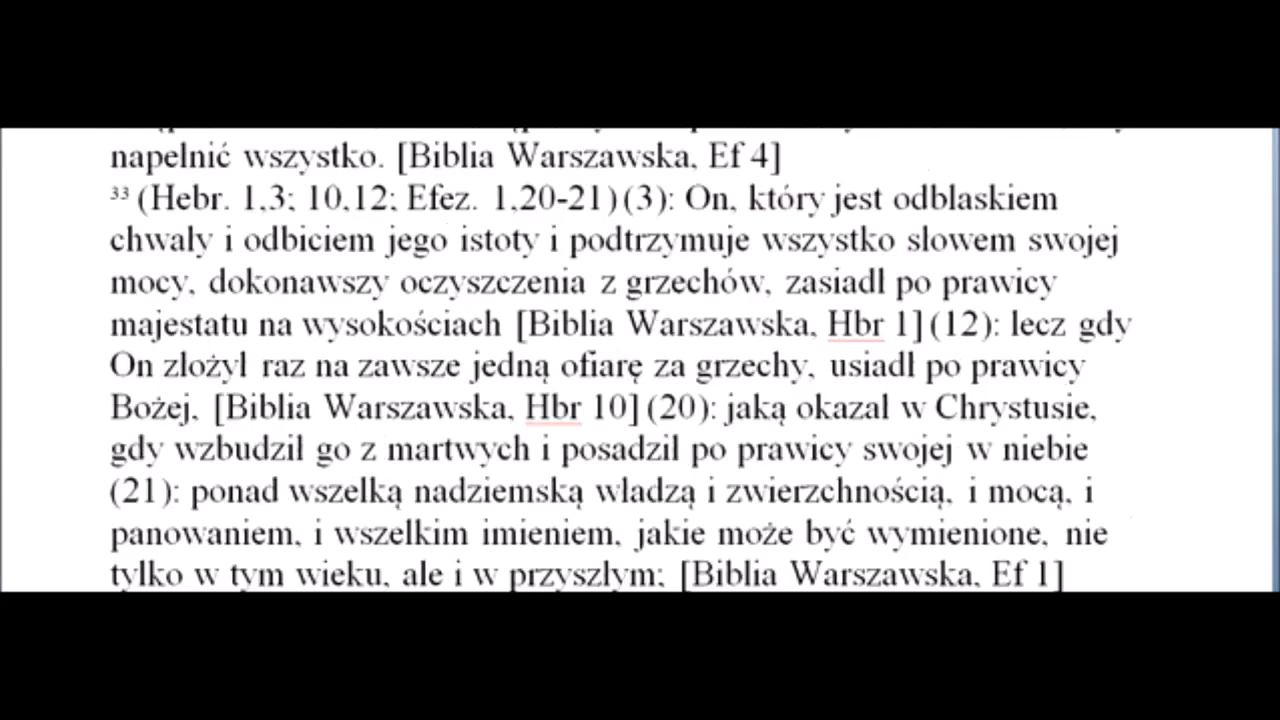 napełnić wszystko. [Biblia Warszawska, Ef 4]
³³ (Hebr. 1,3; 10,12; Efez. 1,20-21) (3): On, który jest odblaskiem
chwały i odbiciem jego istoty i podtrzymuje wszystko słowem swojej
mocy, dokonawszy oczyszczenia z grzechów, zasiadł po prawicy
majestatu na wysokościach [Biblia Warszawska, Hbr 1] (12): lecz gdy
On złożył raz na zawsze jedną ofiarę za grzechy, usiadł po prawicy
Bożej, [Biblia Warszawska, Hbr 10] (20): jaką okazał w Chrystusie,
gdy wzbudził go z martwych i posadził po prawicy swojej w niebie
(21): ponad wszelką nadziemską władzą i zwierzchnością, i mocą, i
panowaniem, i wszelkim imieniem, jakie może być wymienione, nie
tylko w tym wieku, ale i w przyszłym; [Biblia Warszawska, Ef 1]